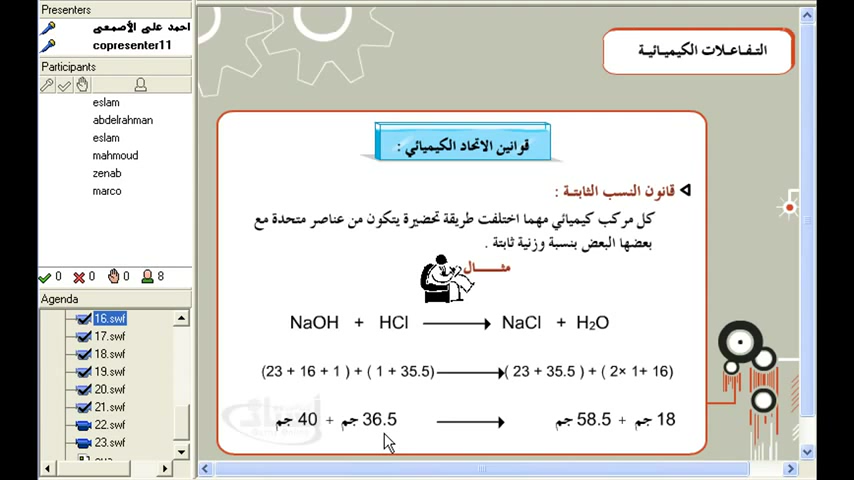 Presenters
احمد على الأصمعى
copresenter11
Participants
eslam
abdelrahman
eslam
mahmoud
zenab
marco
0 0 0 8
Agenda
16.swf
17.swf
18.swf
19.swf
20.swf
21.swf
22.swf
23.swf
التـفـاعـلات الكيميـائيـة
قوانين الاتحاد الكيميائي :
قانون النسب الثابتـة :
كل مركب كيميائي مهما اختلفت طريقة تحضيرة يتكون من عناصر متحدة مع
بعضها البعض بنسبة وزنية ثابتة .
مثـــــال
NaOH + HCl → NaCl + H₂O
(23 + 16 + 1 ) + ( 1 + 35.5) → ( 23 + 35.5 ) + ( 2× 1+ 16)
40 جم + 36.5 جم → 58.5 جم + 18 جم